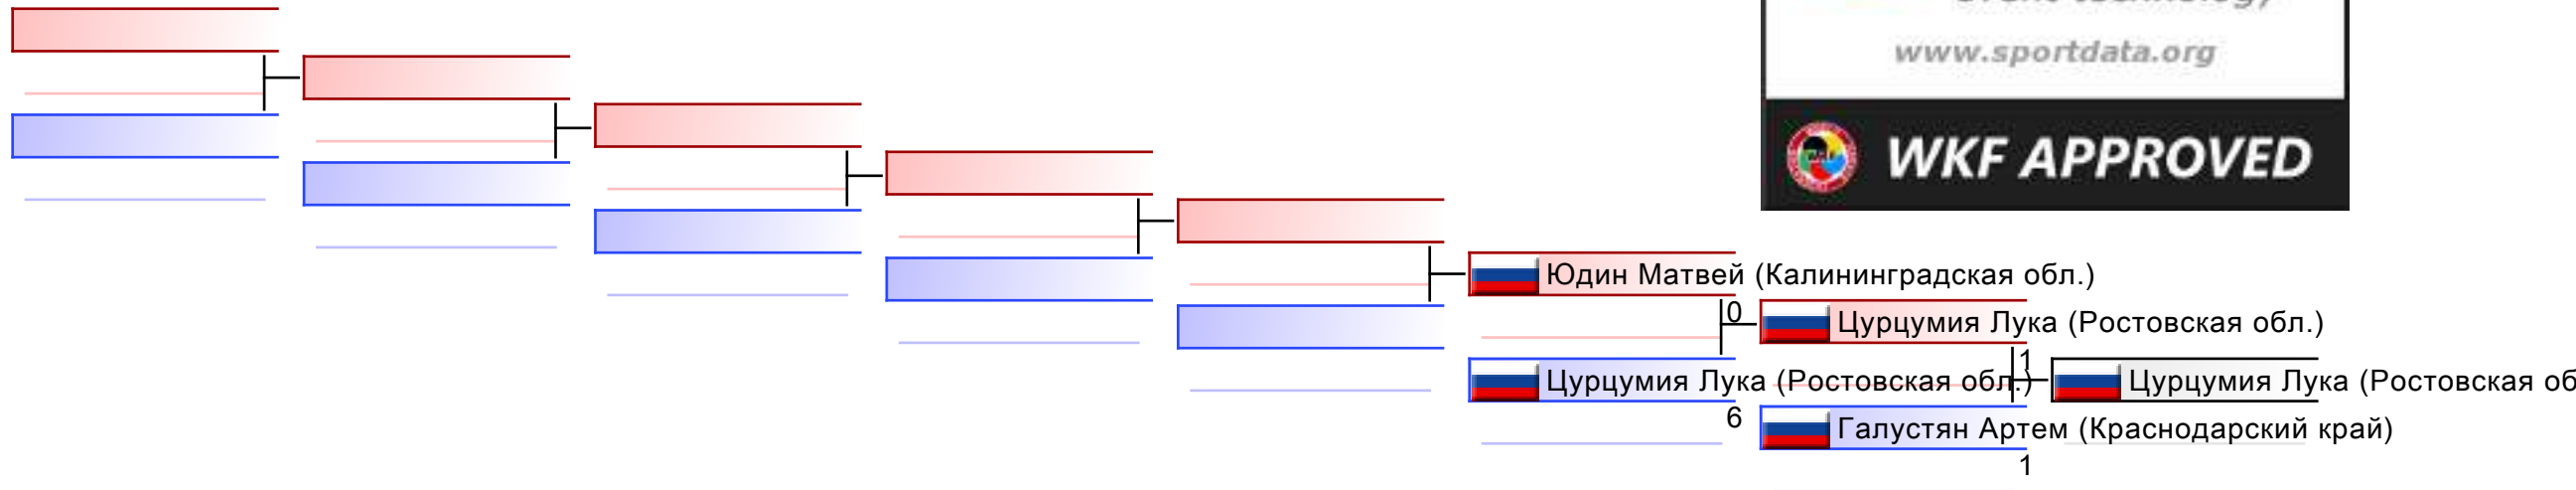 www.sportdata.org
WKF APPROVED
Юдин Матвей (Калининградская обл.)
0
Цурцумия Лука (Ростовская обл.)
1
Цурцумия Лука (Ростовская обл.)
Цурцумия Лука (Ростовская об
6
Галустян Артем (Краснодарский край)
1